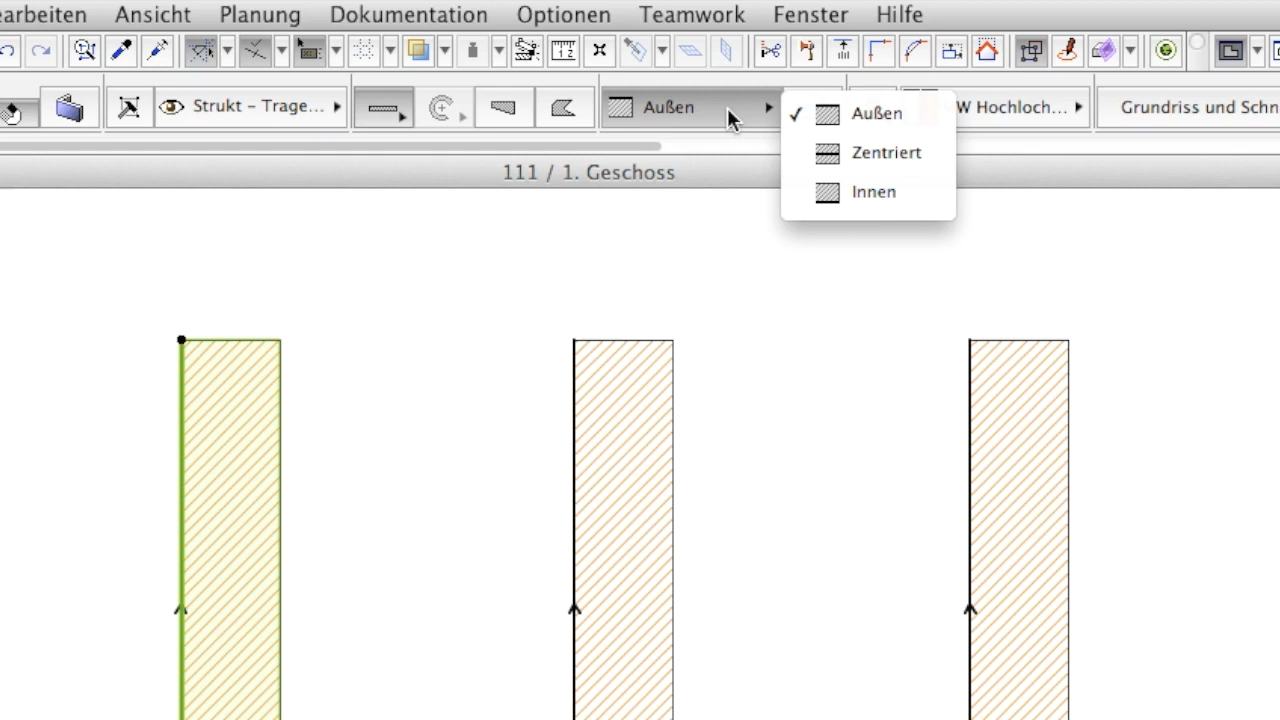 earbeiten Ansicht Planung Dokumentation Optionen Teamwork Fenster Hilfe
Strukt – Trage... Außen W Hochloch... Grundriss und Schn
Außen
Zentriert
Innen
111 / 1. Geschoss